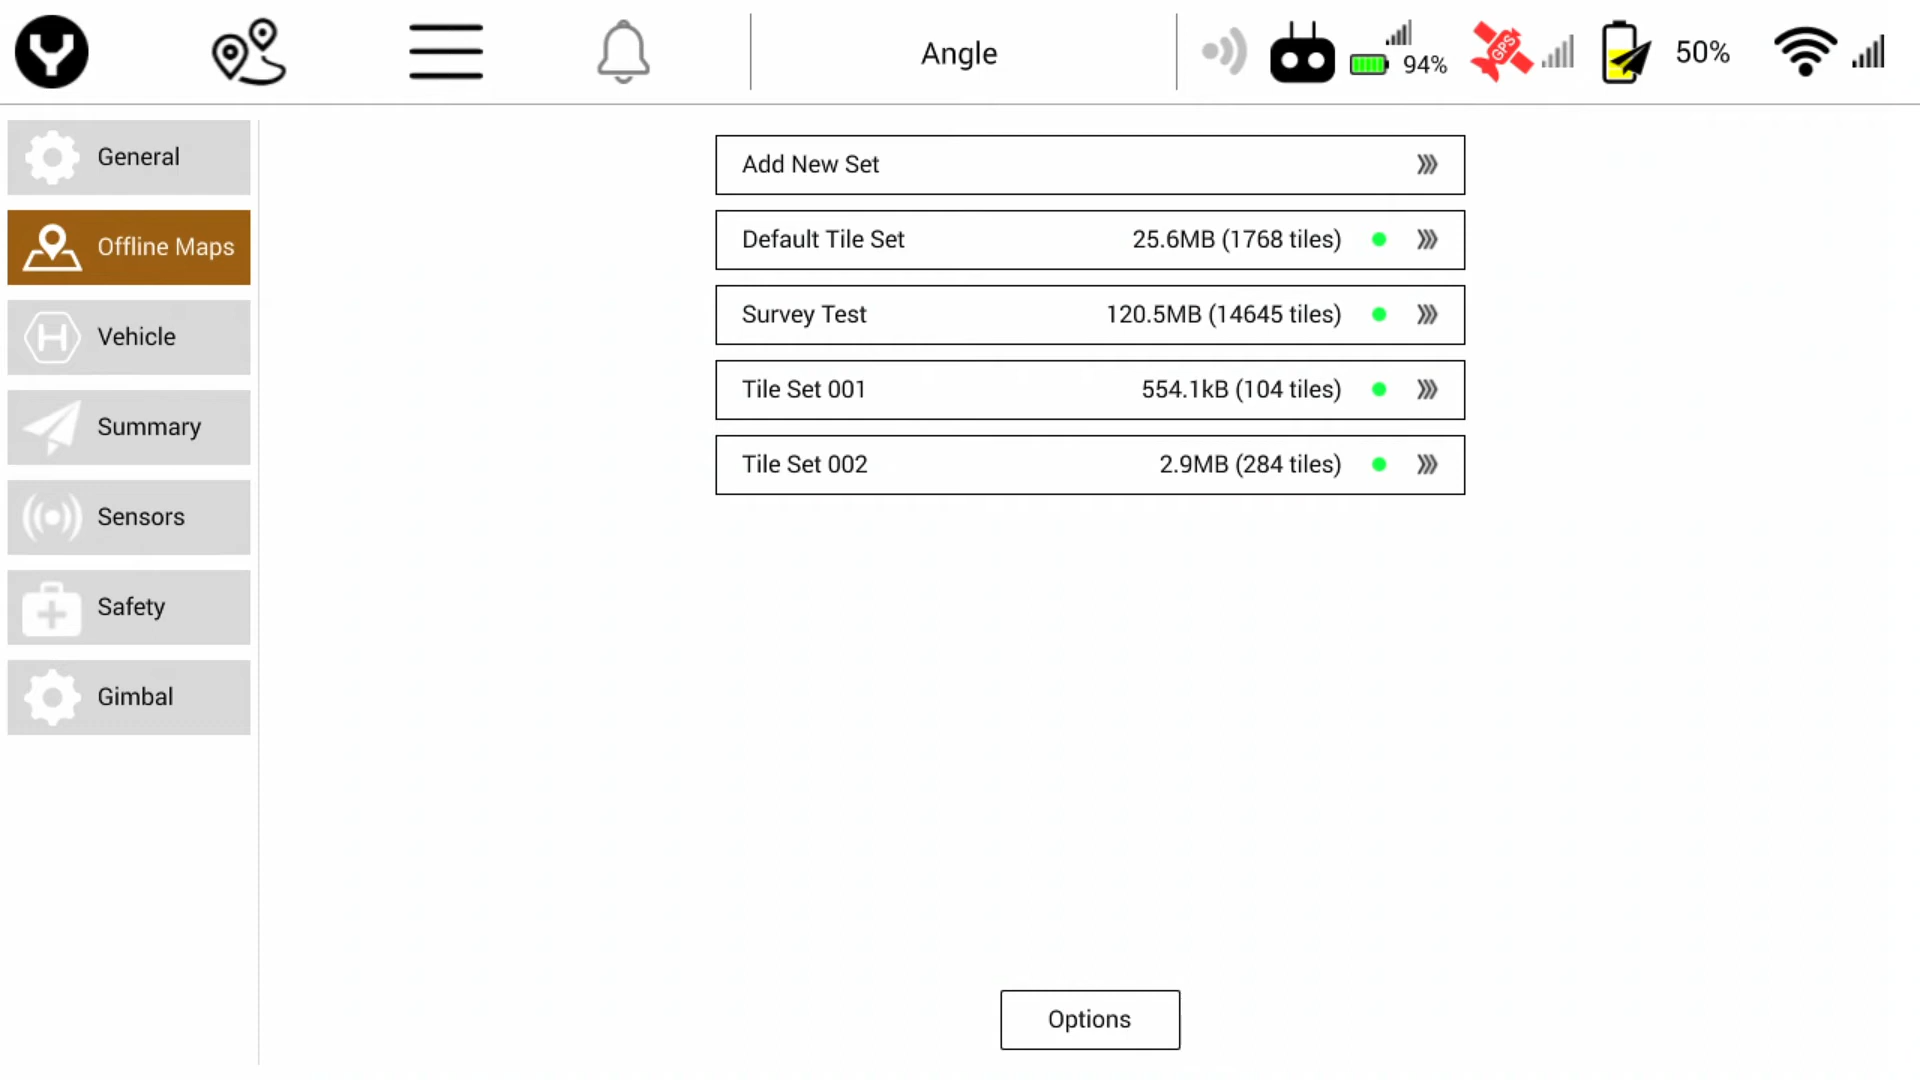 Angle
94%
GPS
50%
General
Offline Maps
Vehicle
Summary
Sensors
Safety
Gimbal
Add New Set
Default Tile Set 25.6MB (1768 tiles)
Survey Test 120.5MB (14645 tiles)
Tile Set 001 554.1kB (104 tiles)
Tile Set 002 2.9MB (284 tiles)
Options